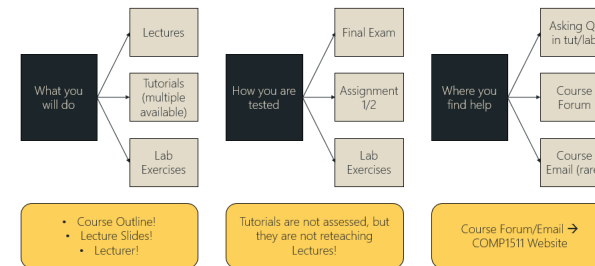 What you
will do
Lectures
Tutorials
(multiple
available)
Lab
Exercises
How you are
tested
Final Exam
Assignment
1/2
Lab
Exercises
Where you
find help
Asking Q
in tut/lab
Course
Forum
Course
Email (rare
• Course Outline!
• Lecture Slides!
• Lecturer!
Tutorials are not assessed, but
they are not reteaching
Lectures!
Course Forum/Email →
COMP1511 Website